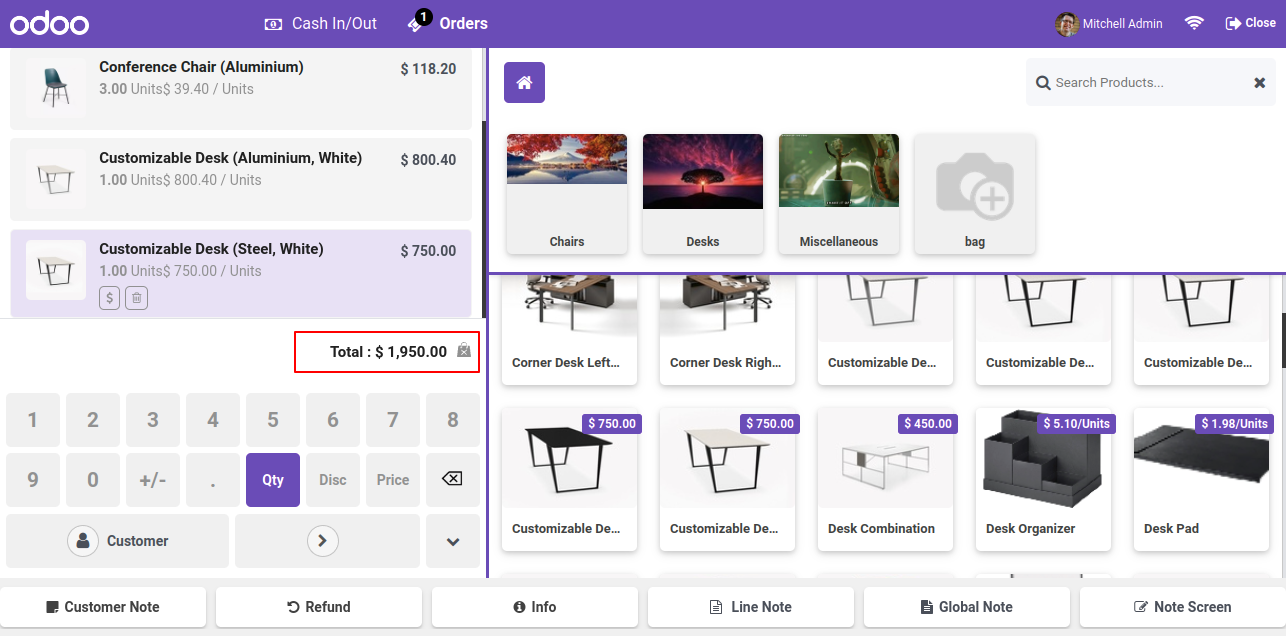 odoo
Cash In/Out
1
Orders
Mitchell Admin
Close
Conference Chair (Aluminium)
$ 118.20
3.00 Units$ 39.40 / Units
Customizable Desk (Aluminium, White)
$ 800.40
1.00 Units$ 800.40 / Units
Customizable Desk (Steel, White)
$ 750.00
1.00 Units$ 750.00 / Units
$
Total : $ 1,950.00
1 2 3 4 5 6 7 8
9 0 +/- . Qty Disc Price
Customer
Search Products...
Chairs
Desks
Miscellaneous
bag
Corner Desk Left...
Corner Desk Righ...
Customizable De...
Customizable De...
Customizable De...
$ 750.00
Customizable De...
$ 750.00
Customizable De...
$ 450.00
Desk Combination
$ 5.10/Units
Desk Organizer
$ 1.98/Units
Desk Pad
Customer Note
Refund
Info
Line Note
Global Note
Note Screen